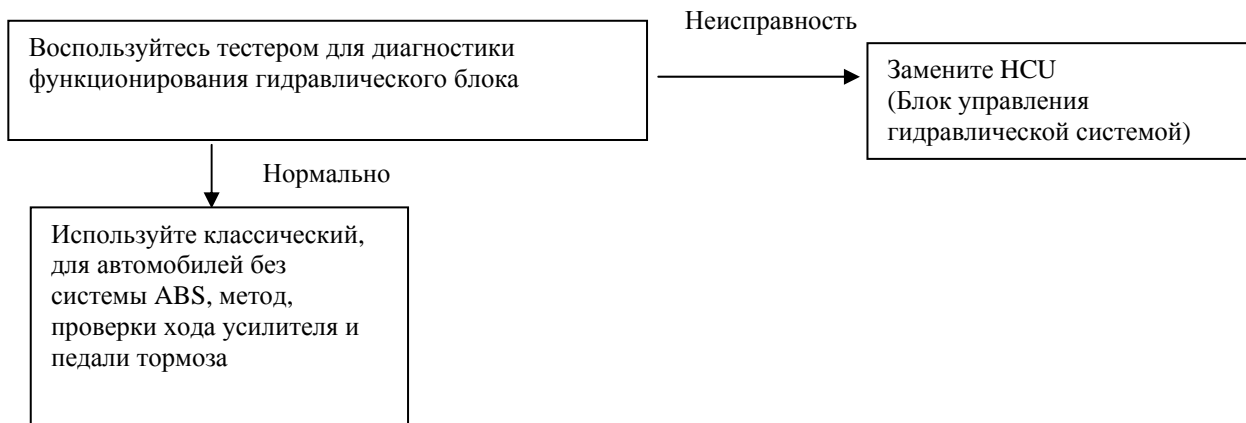 Неисправность
Воспользуйтесь тестером для диагностики
функционирования гидравлического блока
Замените HCU
(Блок управления
гидравлической системой)
Нормально
Используйте классический,
для автомобилей без
системы ABS, метод,
проверки хода усилителя и
педали тормоза